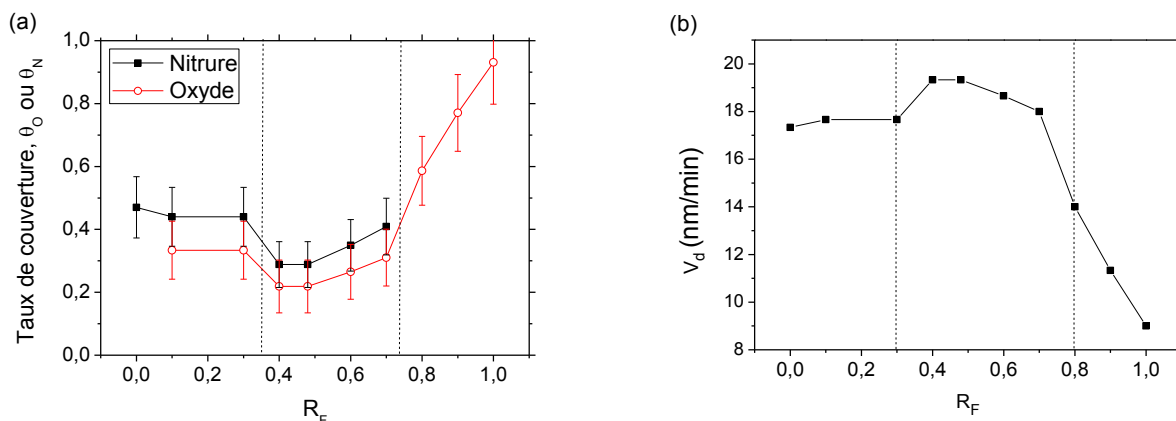 (a)
Taux de couverture, θO ou θN
1,0
0,8
0,6
0,4
0,2
0,0
Nitrure
Oxyde
0,0 0,2 0,4 0,6 0,8 1,0
RF
(b)
Vd (nm/min)
20
18
16
14
12
10
8
0,0 0,2 0,4 0,6 0,8 1,0
RF